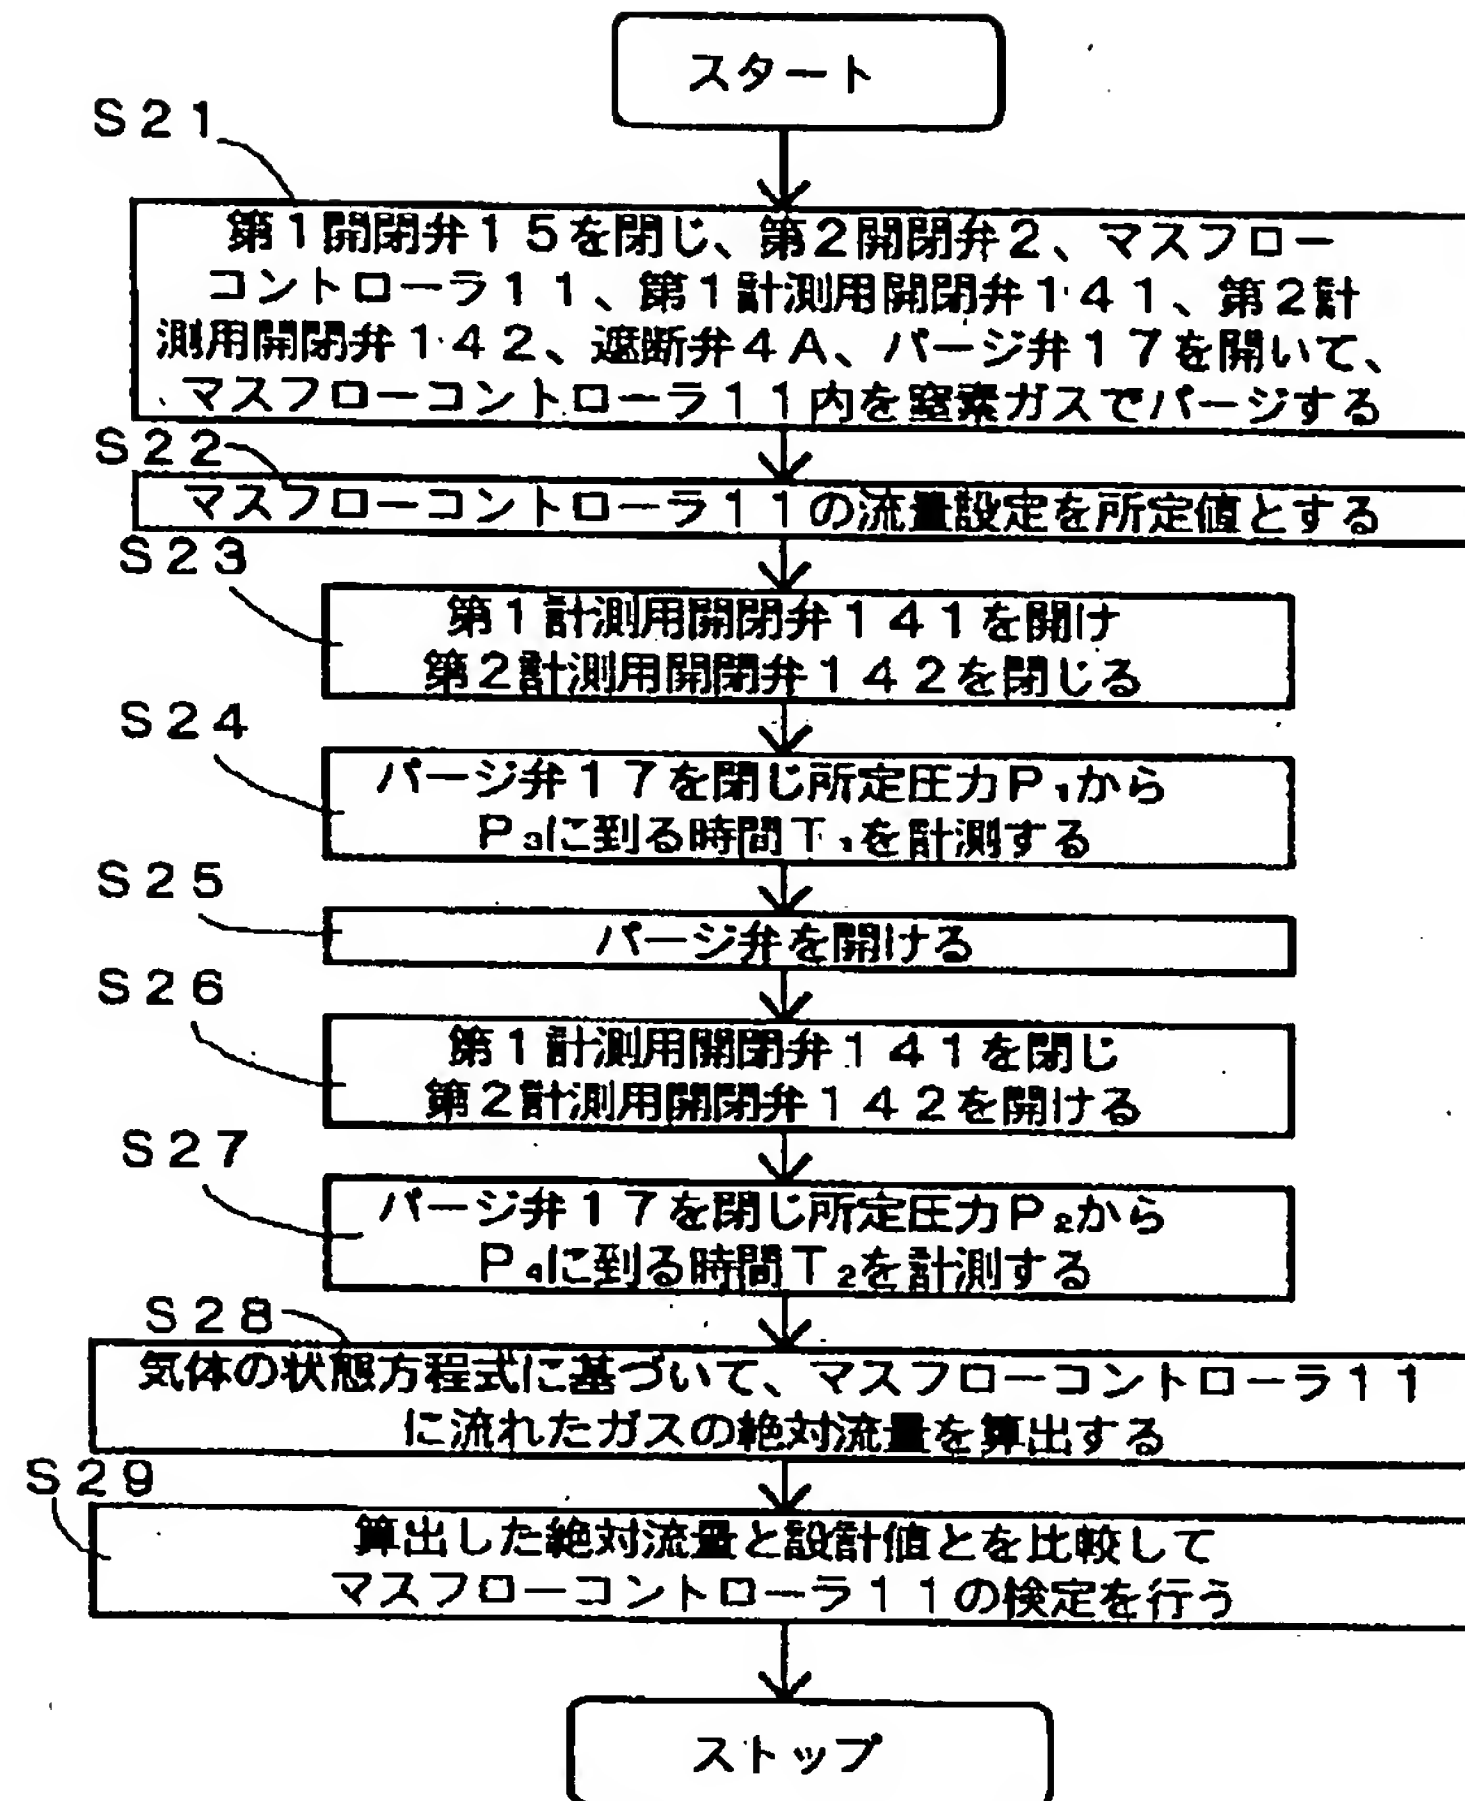 スタート
S21
第1開閉弁15を閉じ、第2開閉弁2、マスフロー
コントローラ11、第1計測用開閉弁141、第2計
測用開閉弁142、遮断弁4A、パージ弁17を開いて、
マスフローコントローラ11内を窒素ガスでパージする
S22
マスフローコントローラ11の流量設定を所定値とする
S23
第1計測用開閉弁141を開け
第2計測用開閉弁142を閉じる
S24
パージ弁17を閉じ所定圧力P₁から
P₃に到る時間T₁を計測する
S25
パージ弁を開ける
S26
第1計測用開閉弁141を閉じ
第2計測用開閉弁142を開ける
S27
パージ弁17を閉じ所定圧力P₂から
P₄に到る時間T₂を計測する
S28
気体の状態方程式に基づいて、マスフローコントローラ11
に流れたガスの絶対流量を算出する
S29
算出した絶対流量と設計値とを比較して
マスフローコントローラ11の検定を行う
ストップ